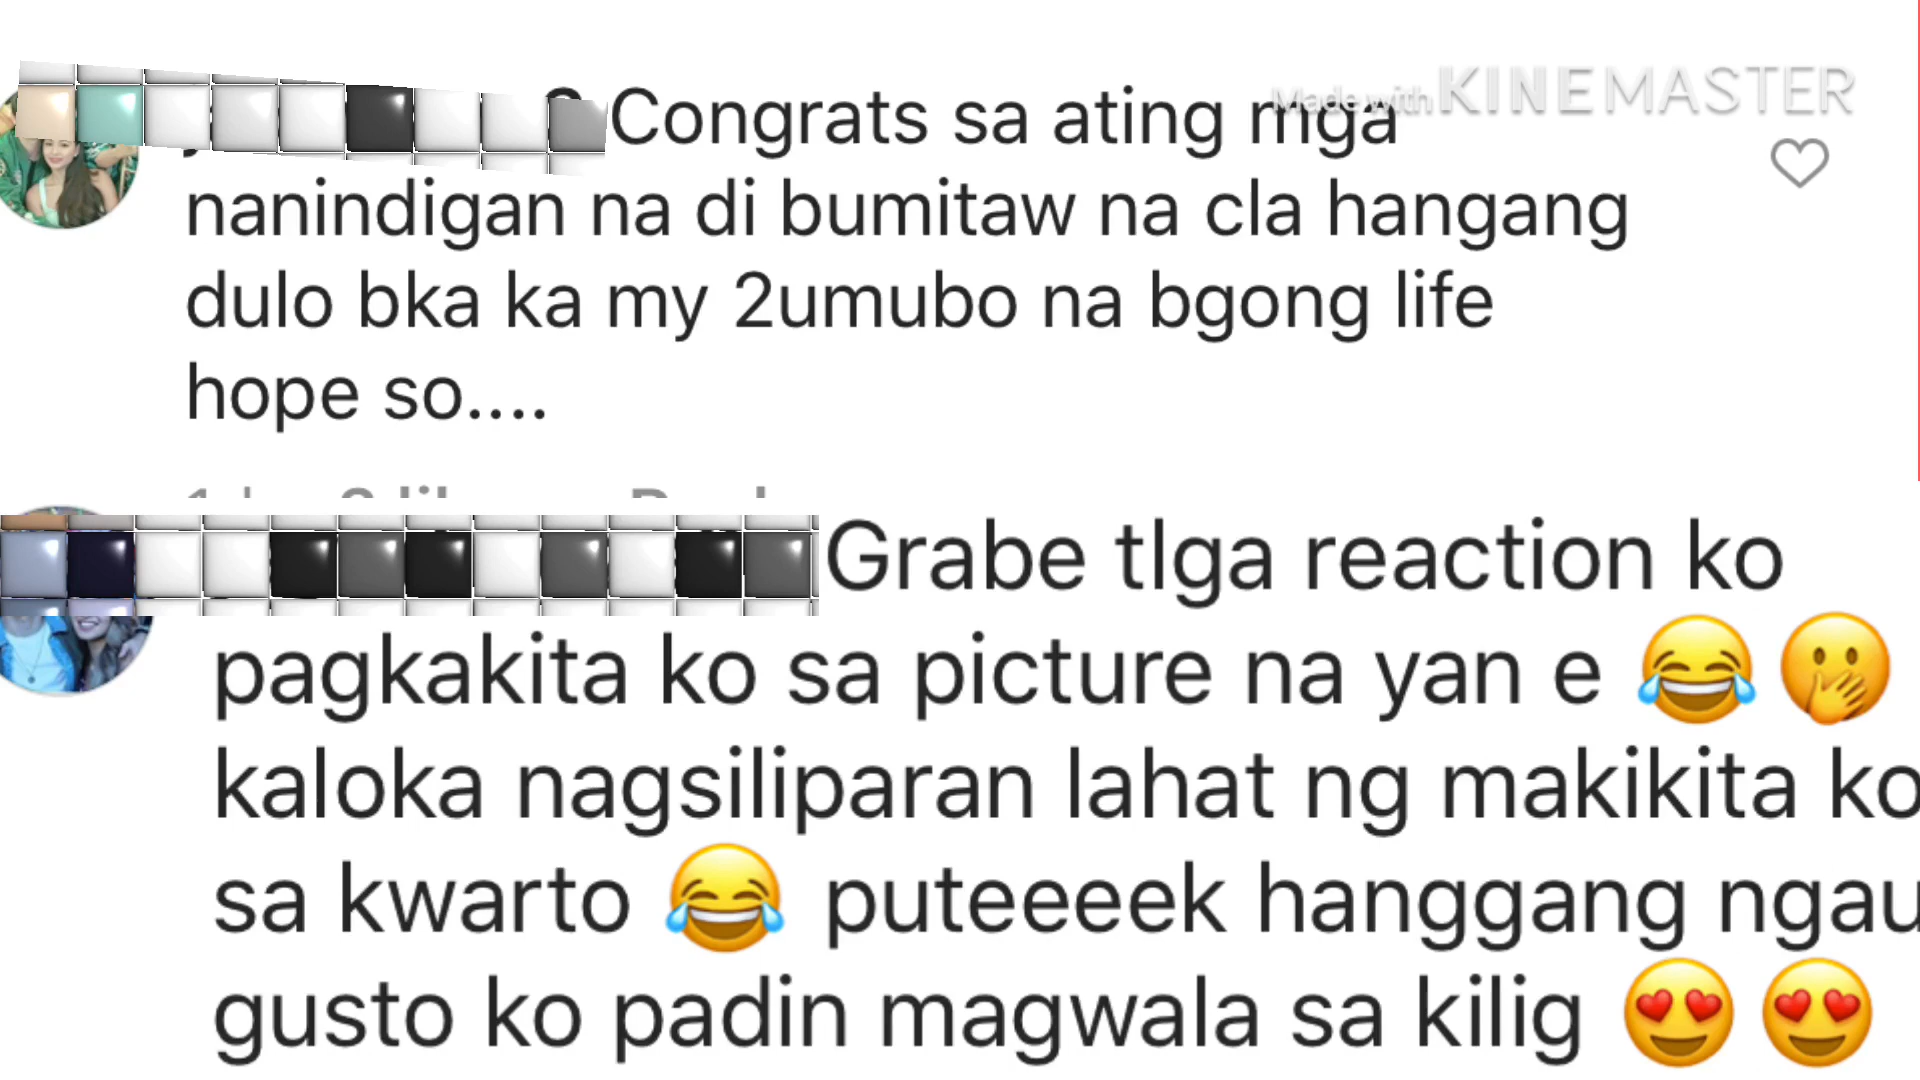 Made with KINEMASTER
Congrats sa ating mga
nanindigan na di bumitaw na cla hangang
dulo bka ka my 2umubo na bgong life
hope so....
Grabe tlga reaction ko
pagkakita ko sa picture na yan e 😂🤭
kaloka nagsiliparan lahat ng makikita ko
sa kwarto 😂 puteeeek hanggang ngau
gusto ko padin magwala sa kilig 😍😍